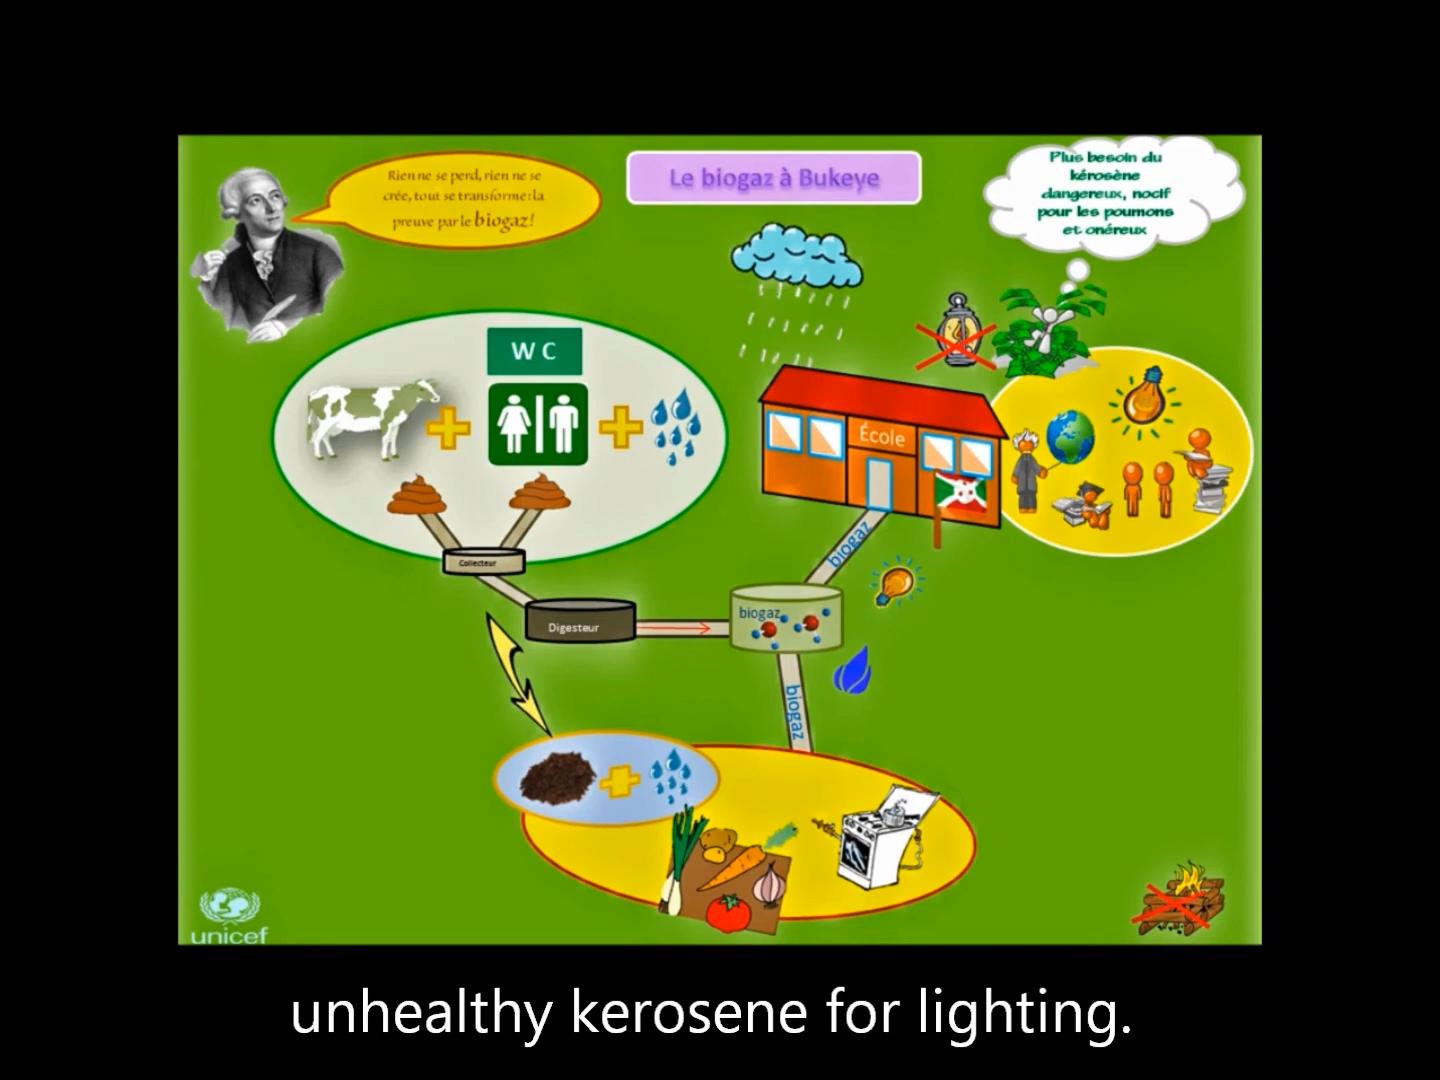 Rien ne se perd, rien ne se
crée, tout se transforme: la
preuve par le biogaz!
Le biogaz à Bukeye
Plus besoin du
kérosène
dangereux, nocif
pour les poumons
et onéreux
W C
École
Collecteur
Digesteur
biogaz
biogaz
biogaz
unicef
unhealthy kerosene for lighting.